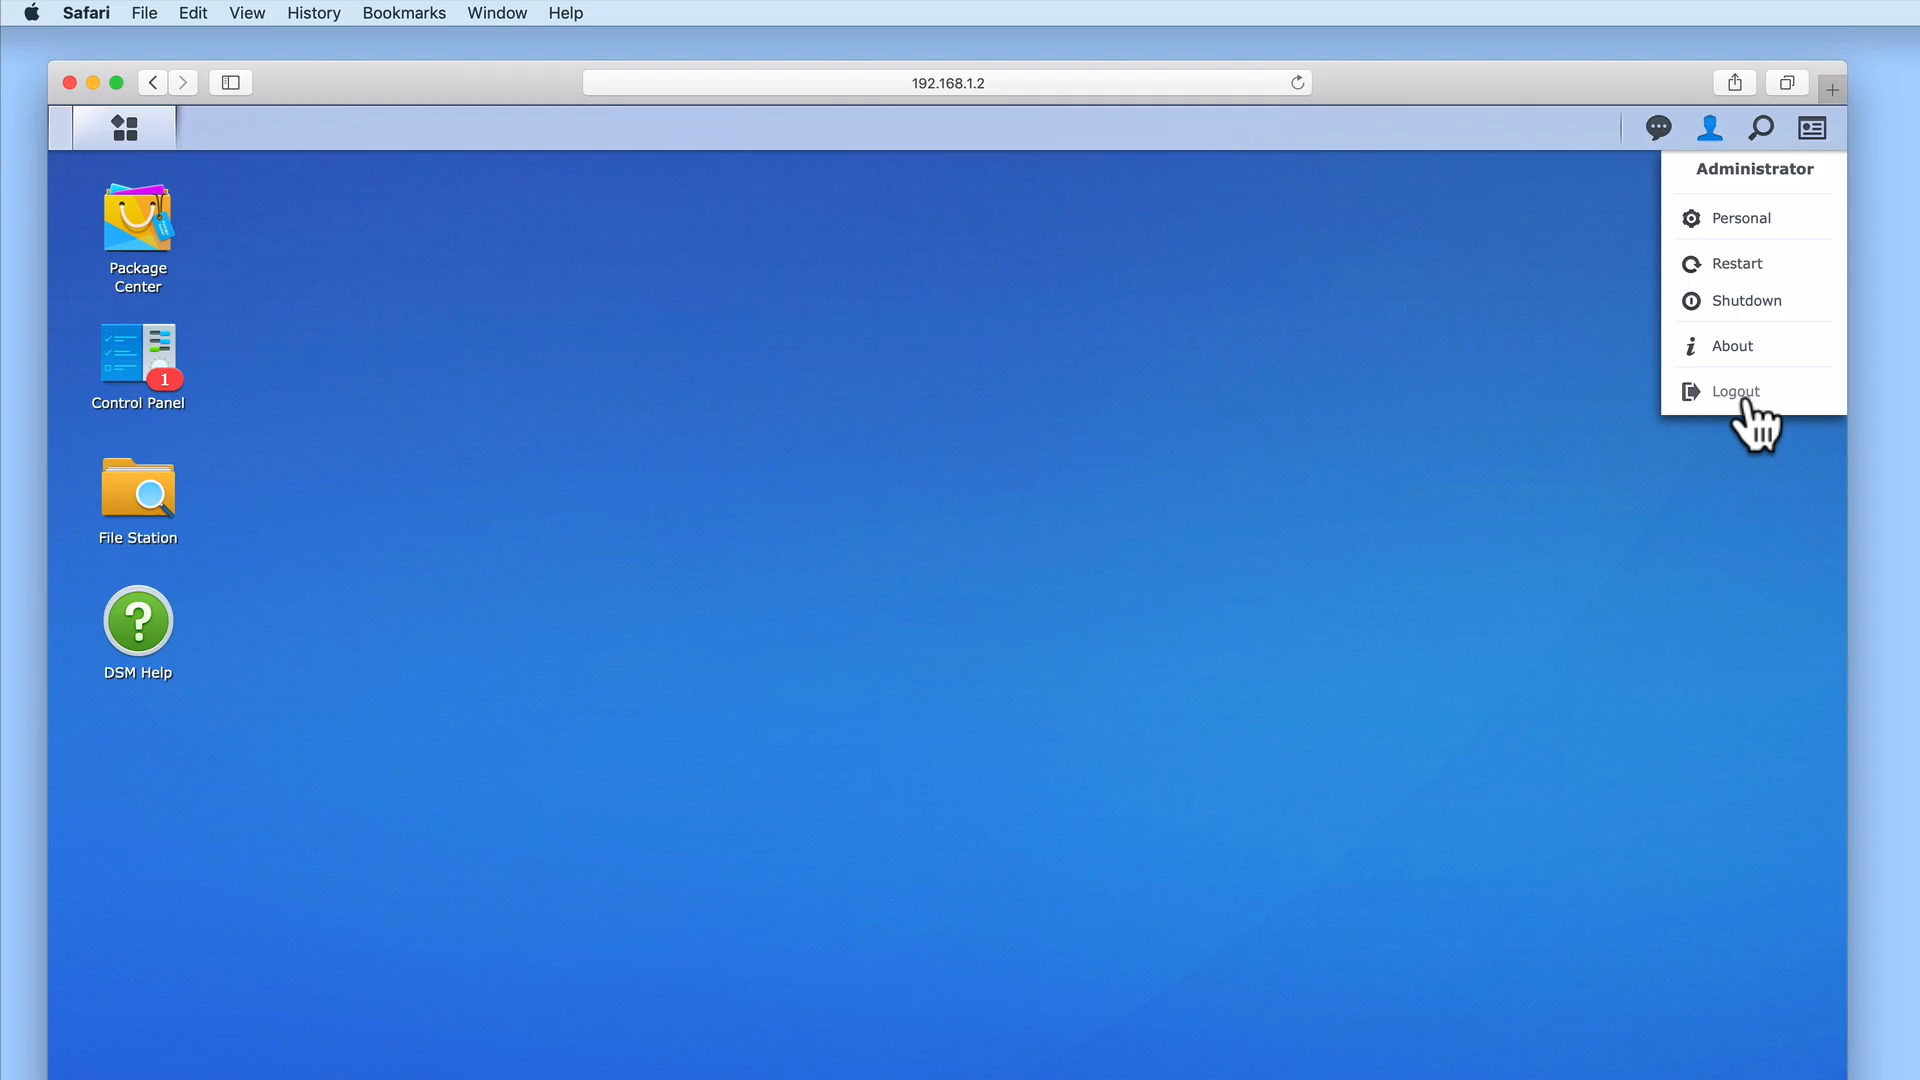 Safari File Edit View History Bookmarks Window Help
192.168.1.2
Administrator
Personal
Restart
Shutdown
About
Logout
Package
Center
1
Control Panel
File Station
?
DSM Help